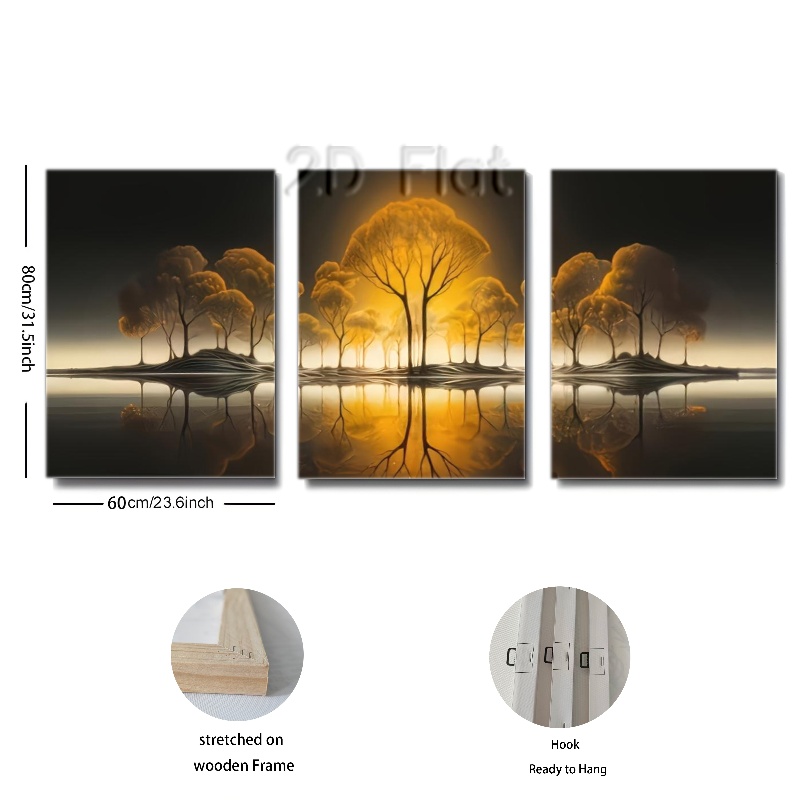 2D Flat
80cm/31.5inch
60cm/23.6inch
stretched on
wooden Frame
Hook
Ready to Hang